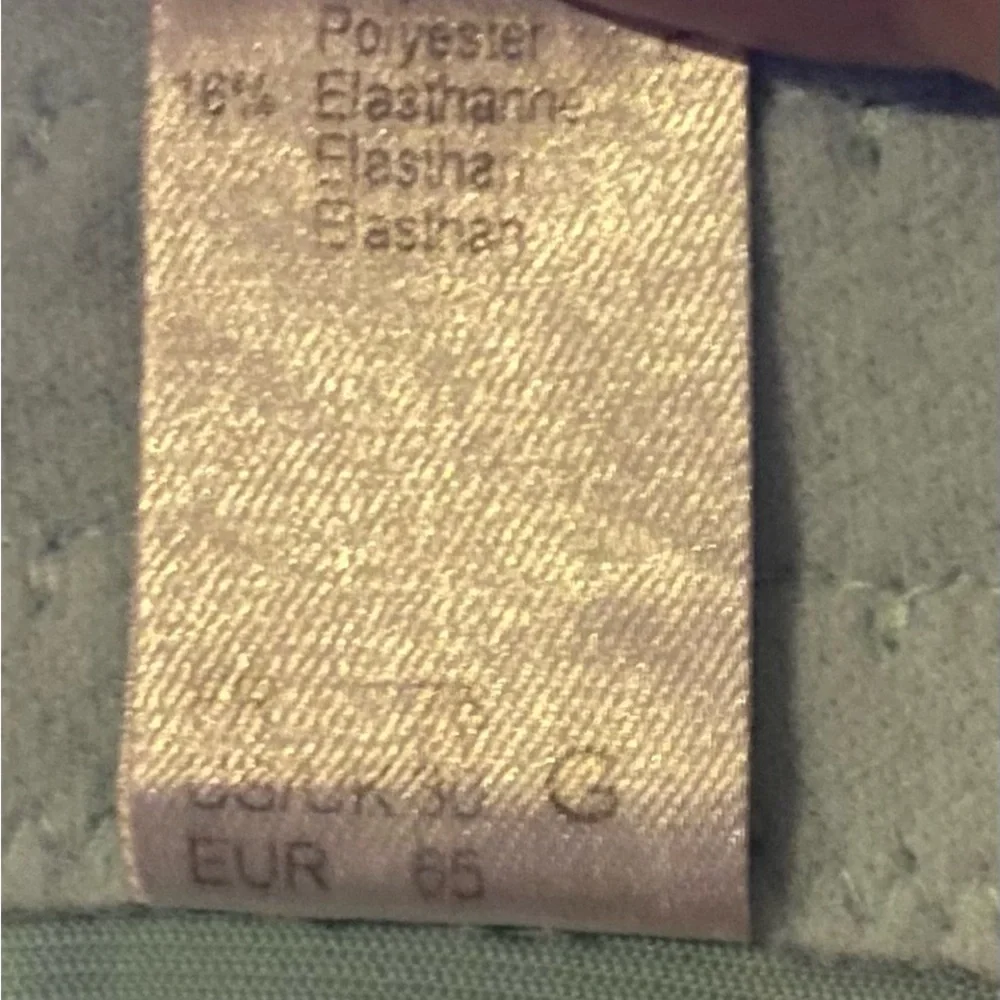 Polyester
16% Elasthanne
Elasthan
Elasthan
G
EUR 65